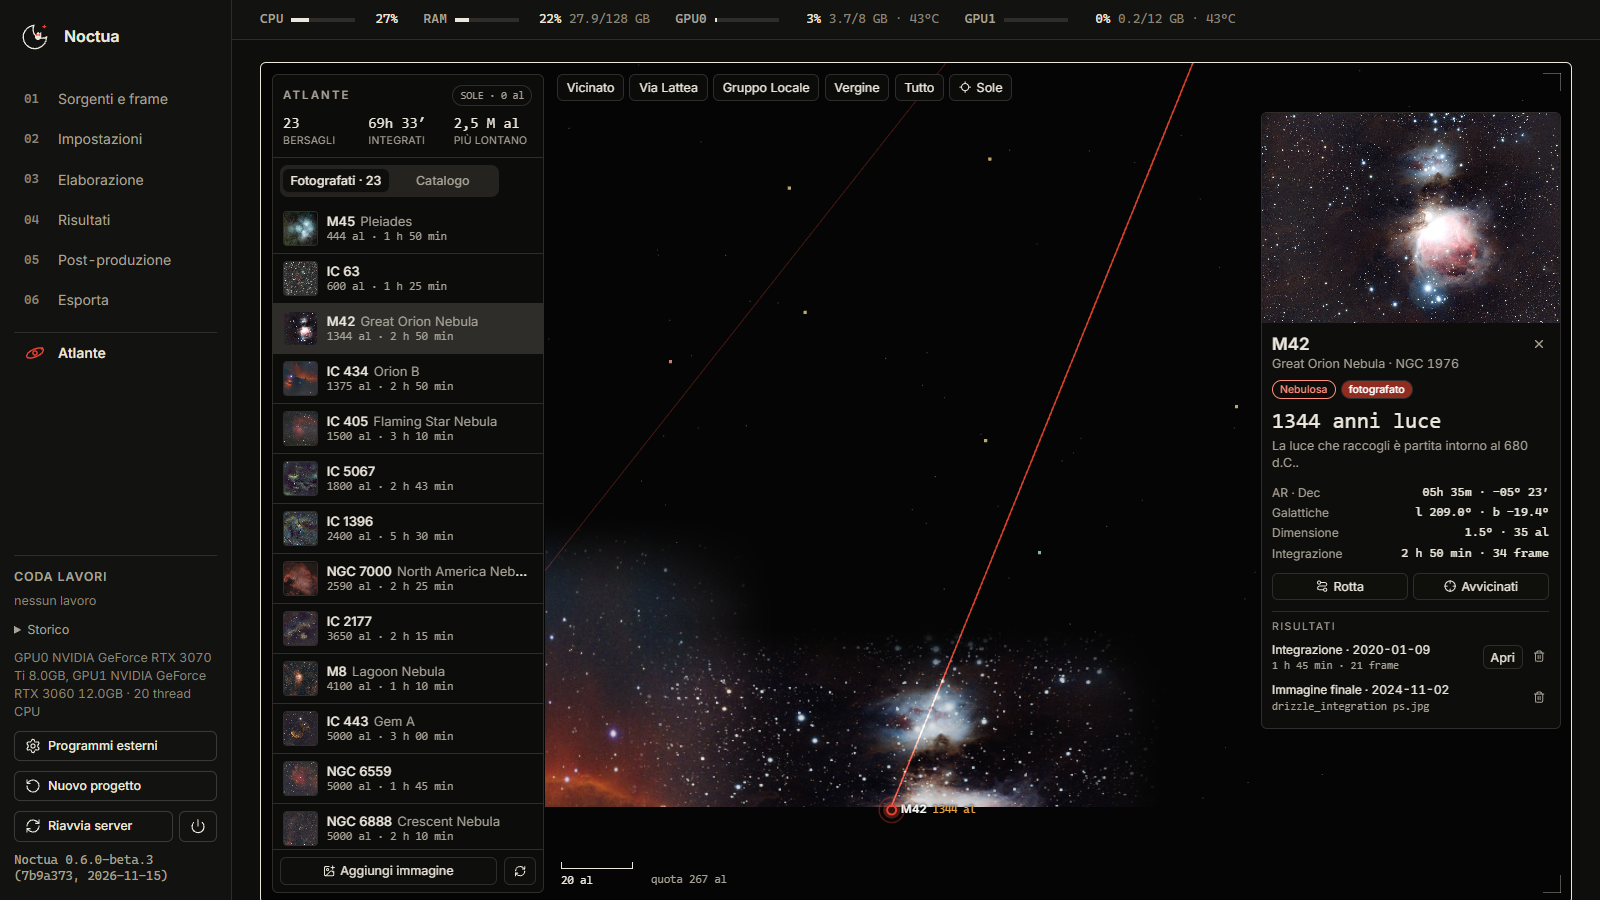 Noctua
CPU 27% RAM 22% 27.9/128 GB GPU0 3% 3.7/8 GB · 43°C GPU1 0% 0.2/12 GB · 43°C
01 Sorgenti e frame
02 Impostazioni
03 Elaborazione
04 Risultati
05 Post-produzione
06 Esporta
Atlante
CODA LAVORI
nessun lavoro
Storico
GPU0 NVIDIA GeForce RTX 3070
Ti 8.0GB, GPU1 NVIDIA GeForce
RTX 3060 12.0GB · 20 thread
CPU
Programmi esterni
Nuovo progetto
Riavvia server
Noctua 0.6.0-beta.3
(7b9a373, 2026-11-15)
ATLANTE
SOLE · 0 al
23 69h 33′ 2,5 M al
BERSAGLI INTEGRATI PIÙ LONTANO
Fotografati · 23 Catalogo
M45 Pleiades
444 al · 1 h 50 min
IC 63
600 al · 1 h 25 min
M42 Great Orion Nebula
1344 al · 2 h 50 min
IC 434 Orion B
1375 al · 2 h 50 min
IC 405 Flaming Star Nebula
1500 al · 3 h 10 min
IC 5067
1800 al · 2 h 43 min
IC 1396
2400 al · 5 h 30 min
NGC 7000 North America Neb…
2590 al · 2 h 25 min
IC 2177
3650 al · 2 h 15 min
M8 Lagoon Nebula
4100 al · 1 h 10 min
IC 443 Gem A
5000 al · 3 h 00 min
NGC 6559
5000 al · 1 h 45 min
NGC 6888 Crescent Nebula
5000 al · 2 h 10 min
Aggiungi immagine
Vicinato Via Lattea Gruppo Locale Vergine Tutto Sole
M42 1344 al
20 al quota 267 al
M42
Great Orion Nebula · NGC 1976
Nebulosa fotografato
1344 anni luce
La luce che raccogli è partita intorno al 680
d.C..
AR · Dec 05h 35m · −05° 23′
Galattiche l 209.0° · b −19.4°
Dimensione 1.5° · 35 al
Integrazione 2 h 50 min · 34 frame
Rotta Avvicinati
RISULTATI
Integrazione · 2020-01-09
1 h 45 min · 21 frame
Apri
Immagine finale · 2024-11-02
drizzle_integration ps.jpg